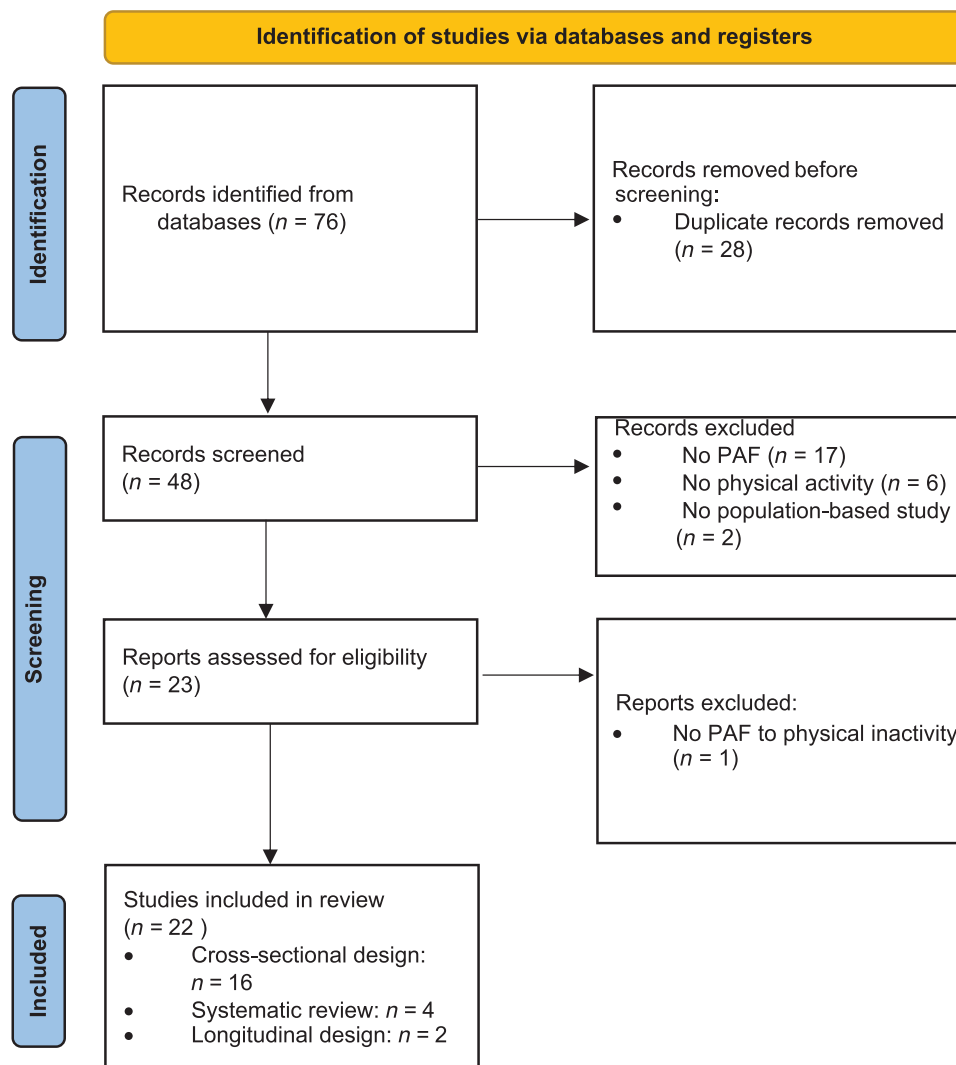 Identification of studies via databases and registers
Identification
Records identified from
databases (n = 76)
Records removed before
screening:
• Duplicate records removed
(n = 28)
Screening
Records screened
(n = 48)
Records excluded
• No PAF (n = 17)
• No physical activity (n = 6)
• No population-based study
(n = 2)
Reports assessed for eligibility
(n = 23)
Reports excluded:
• No PAF to physical inactivity
(n = 1)
Included
Studies included in review
(n = 22 )
• Cross-sectional design:
n = 16
• Systematic review: n = 4
• Longitudinal design: n = 2